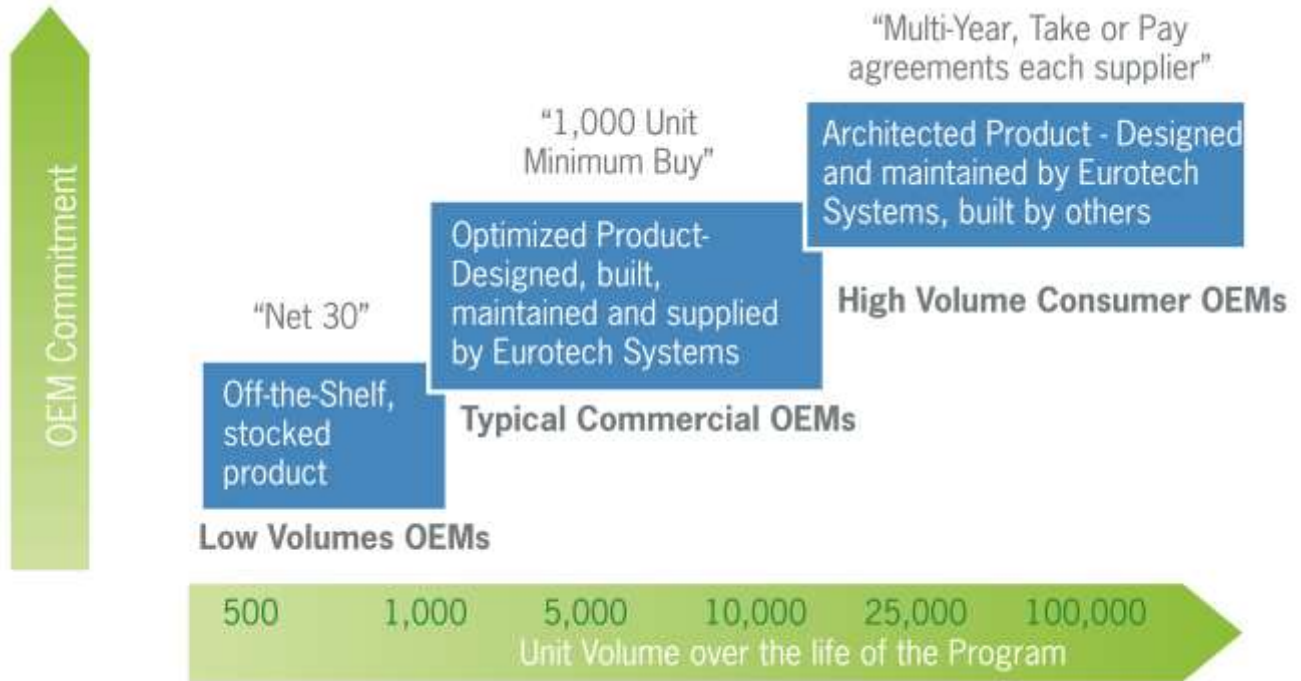 OEM Commitment
“Multi-Year, Take or Pay
agreements each supplier”
Architected Product - Designed
and maintained by Eurotech
Systems, built by others
High Volume Consumer OEMs
“1,000 Unit
Minimum Buy”
Optimized Product-
Designed, built,
maintained and supplied
by Eurotech Systems
Typical Commercial OEMs
“Net 30”
Off-the-Shelf,
stocked
product
Low Volumes OEMs
500 1,000 5,000 10,000 25,000 100,000
Unit Volume over the life of the Program